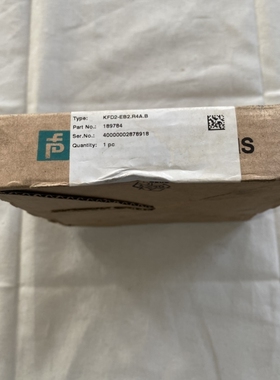 Type: KFD2-EB2.R4A.B
Part No.: 189784
Ser.No.: 40000002878918
Quantity: 1 pc
S